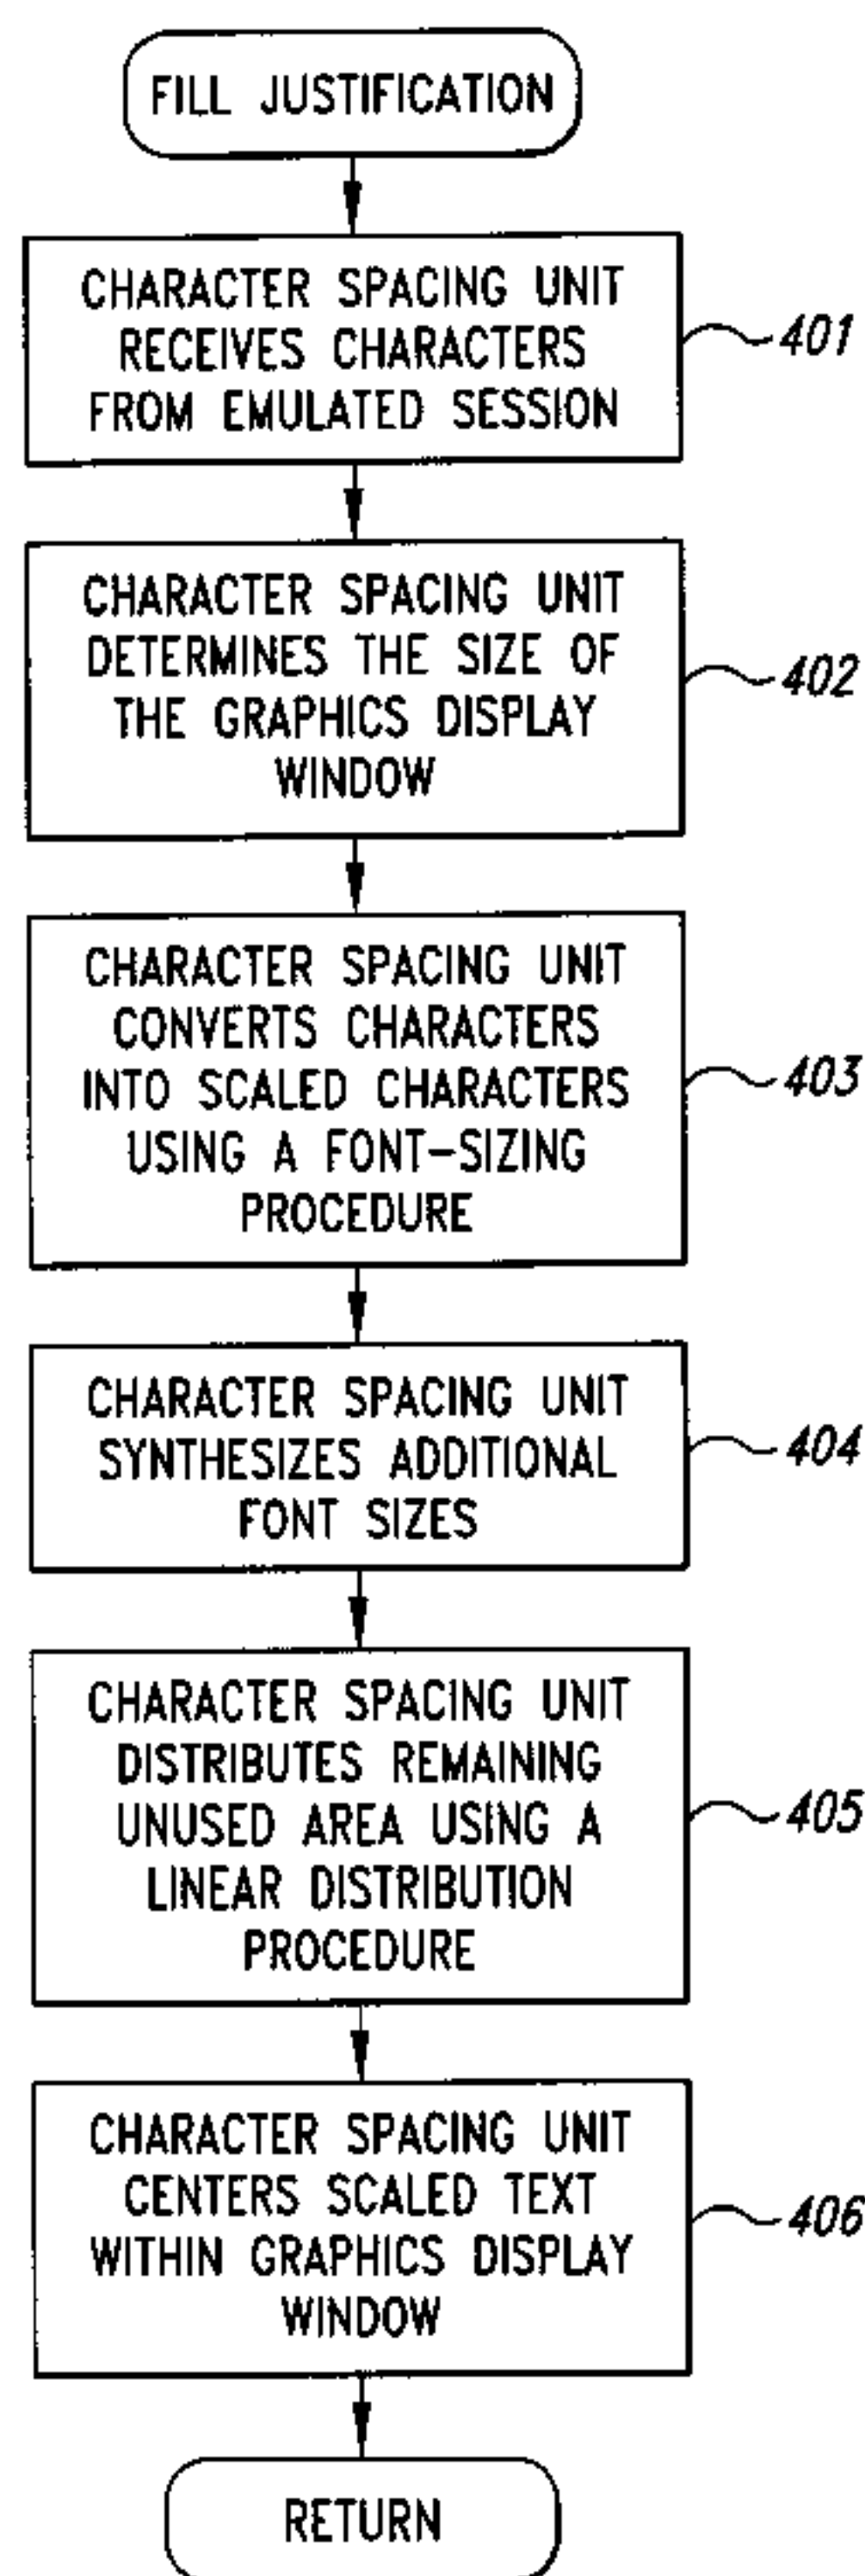 FILL JUSTIFICATION
CHARACTER SPACING UNIT
RECEIVES CHARACTERS
FROM EMULATED SESSION
401
CHARACTER SPACING UNIT
DETERMINES THE SIZE OF
THE GRAPHICS DISPLAY
WINDOW
402
CHARACTER SPACING UNIT
CONVERTS CHARACTERS
INTO SCALED CHARACTERS
USING A FONT-SIZING
PROCEDURE
403
CHARACTER SPACING UNIT
SYNTHESIZES ADDITIONAL
FONT SIZES
404
CHARACTER SPACING UNIT
DISTRIBUTES REMAINING
UNUSED AREA USING A
LINEAR DISTRIBUTION
PROCEDURE
405
CHARACTER SPACING UNIT
CENTERS SCALED TEXT
WITHIN GRAPHICS DISPLAY
WINDOW
406
RETURN